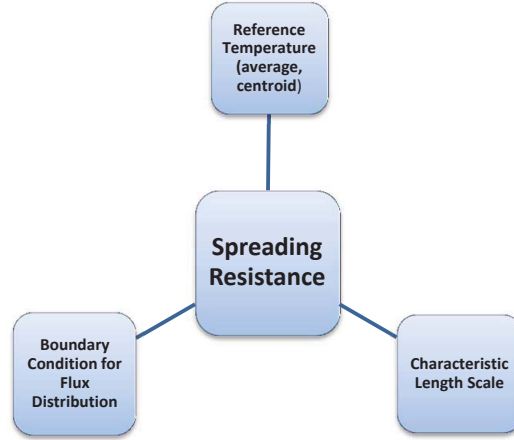 Reference
Temperature
(average,
centroid)
Spreading
Resistance
Boundary
Condition for
Flux
Distribution
Characteristic
Length Scale